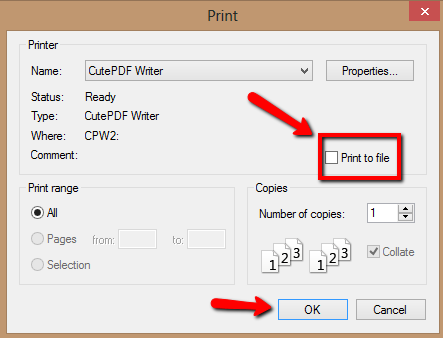 Print
Printer
Name: CutePDF Writer Properties...
Status: Ready
Type: CutePDF Writer
Where: CPW2:
Comment: Print to file
Print range
All
Pages from: to:
Selection
Copies
Number of copies: 1
1 2 3 1 2 3
Collate
OK Cancel